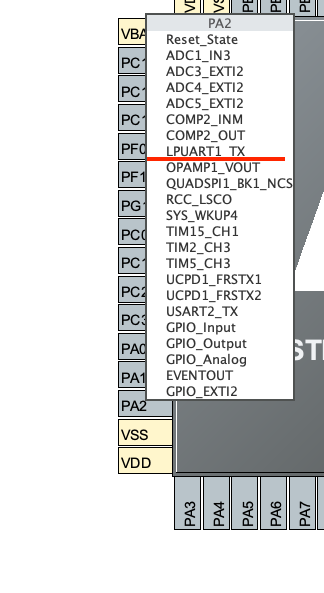 VBA
PC1
PC1
PC1
PF0
PF1
PG1
PC0
PC1
PC2
PC3
PA0
PA1
PA2
VSS
VDD
PA2
Reset_State
ADC1_IN3
ADC3_EXTI2
ADC4_EXTI2
ADC5_EXTI2
COMP2_INM
COMP2_OUT
LPUART1_TX
OPAMP1_VOUT
QUADSPI1_BK1_NCS
RCC_LSCO
SYS_WKUP4
TIM15_CH1
TIM2_CH3
TIM5_CH3
UCPD1_FRSTX1
UCPD1_FRSTX2
USART2_TX
GPIO_Input
GPIO_Output
GPIO_Analog
EVENTOUT
GPIO_EXTI2
ST
PA3
PA4
PA5
PA6
PA7